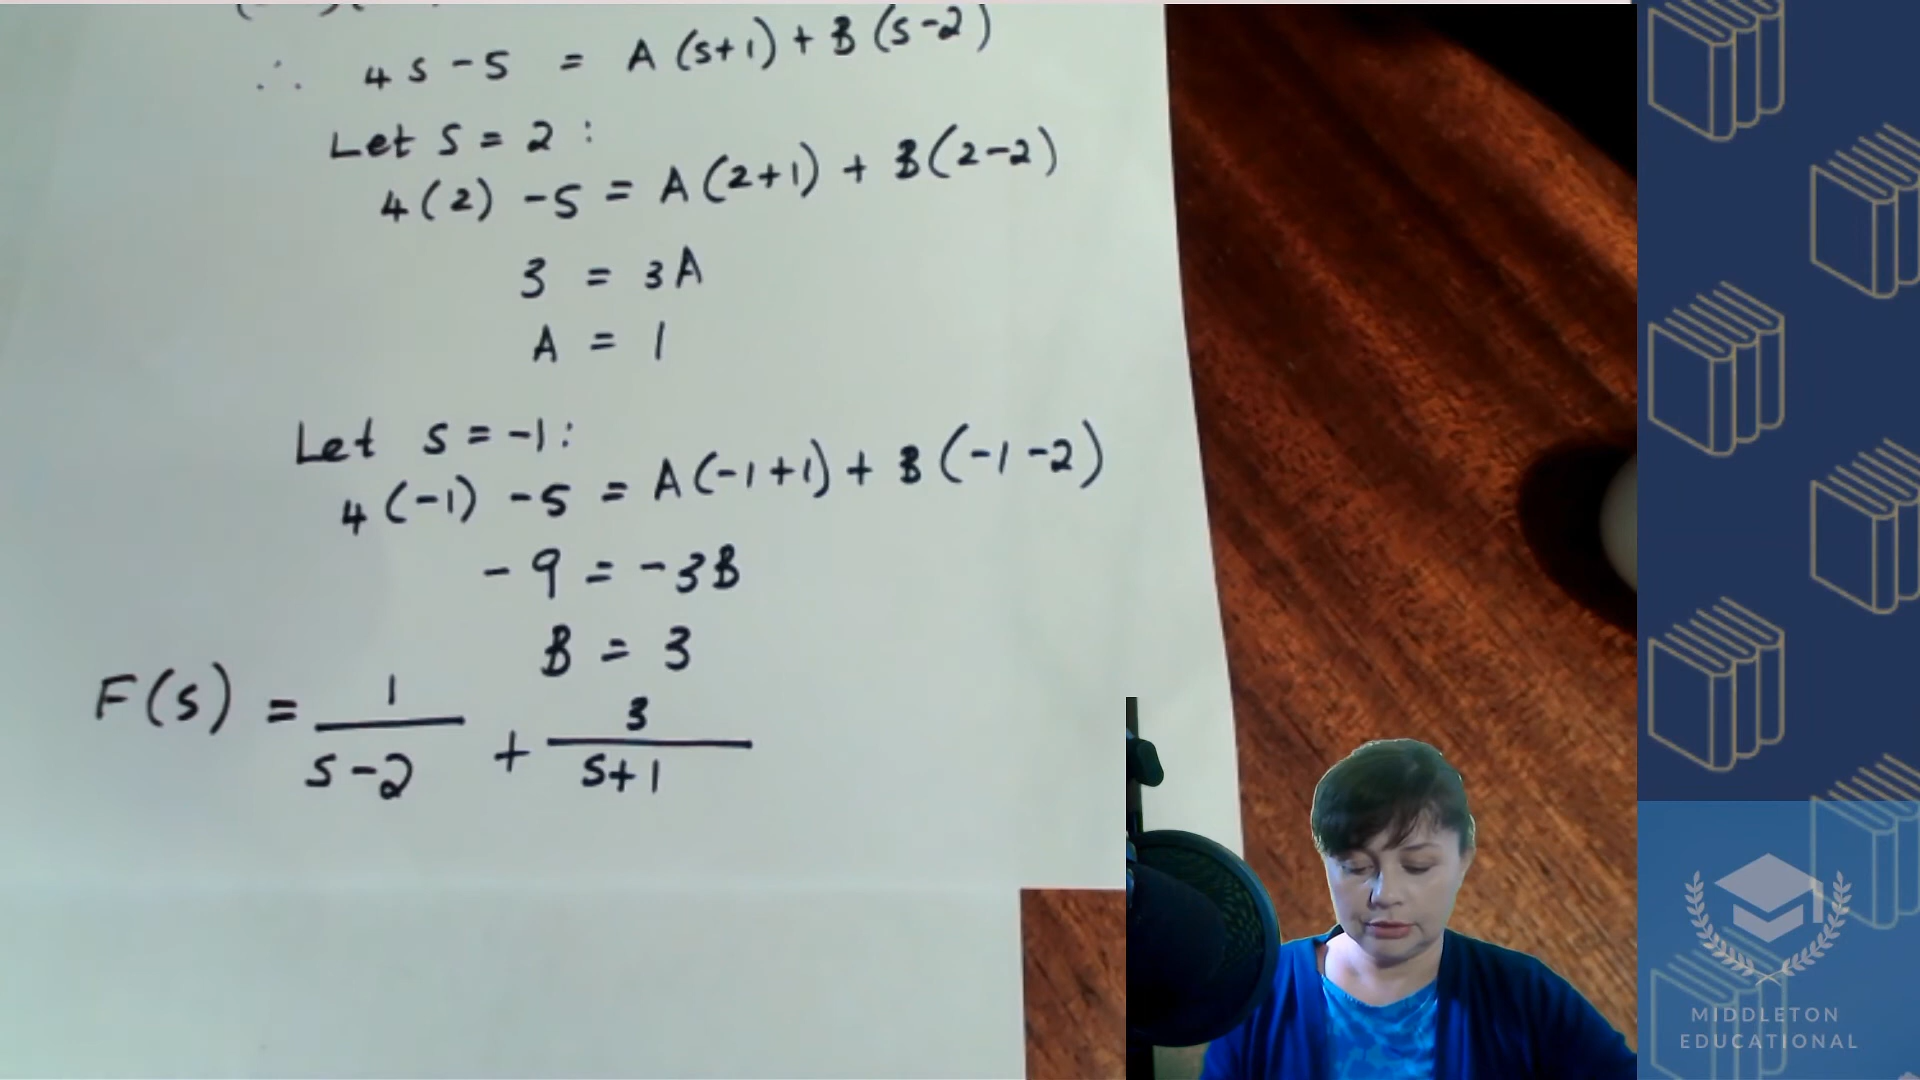 ∴ 4s - 5 = A(s+1) + B(s-2)
Let s = 2 :
4(2) - 5 = A(2+1) + B(2-2)
3 = 3A
A = 1
Let s = -1 :
4(-1) - 5 = A(-1+1) + B(-1-2)
-9 = -3B
B = 3
F(s) = 1/(s-2) + 3/(s+1)
MIDDLETON
EDUCATIONAL